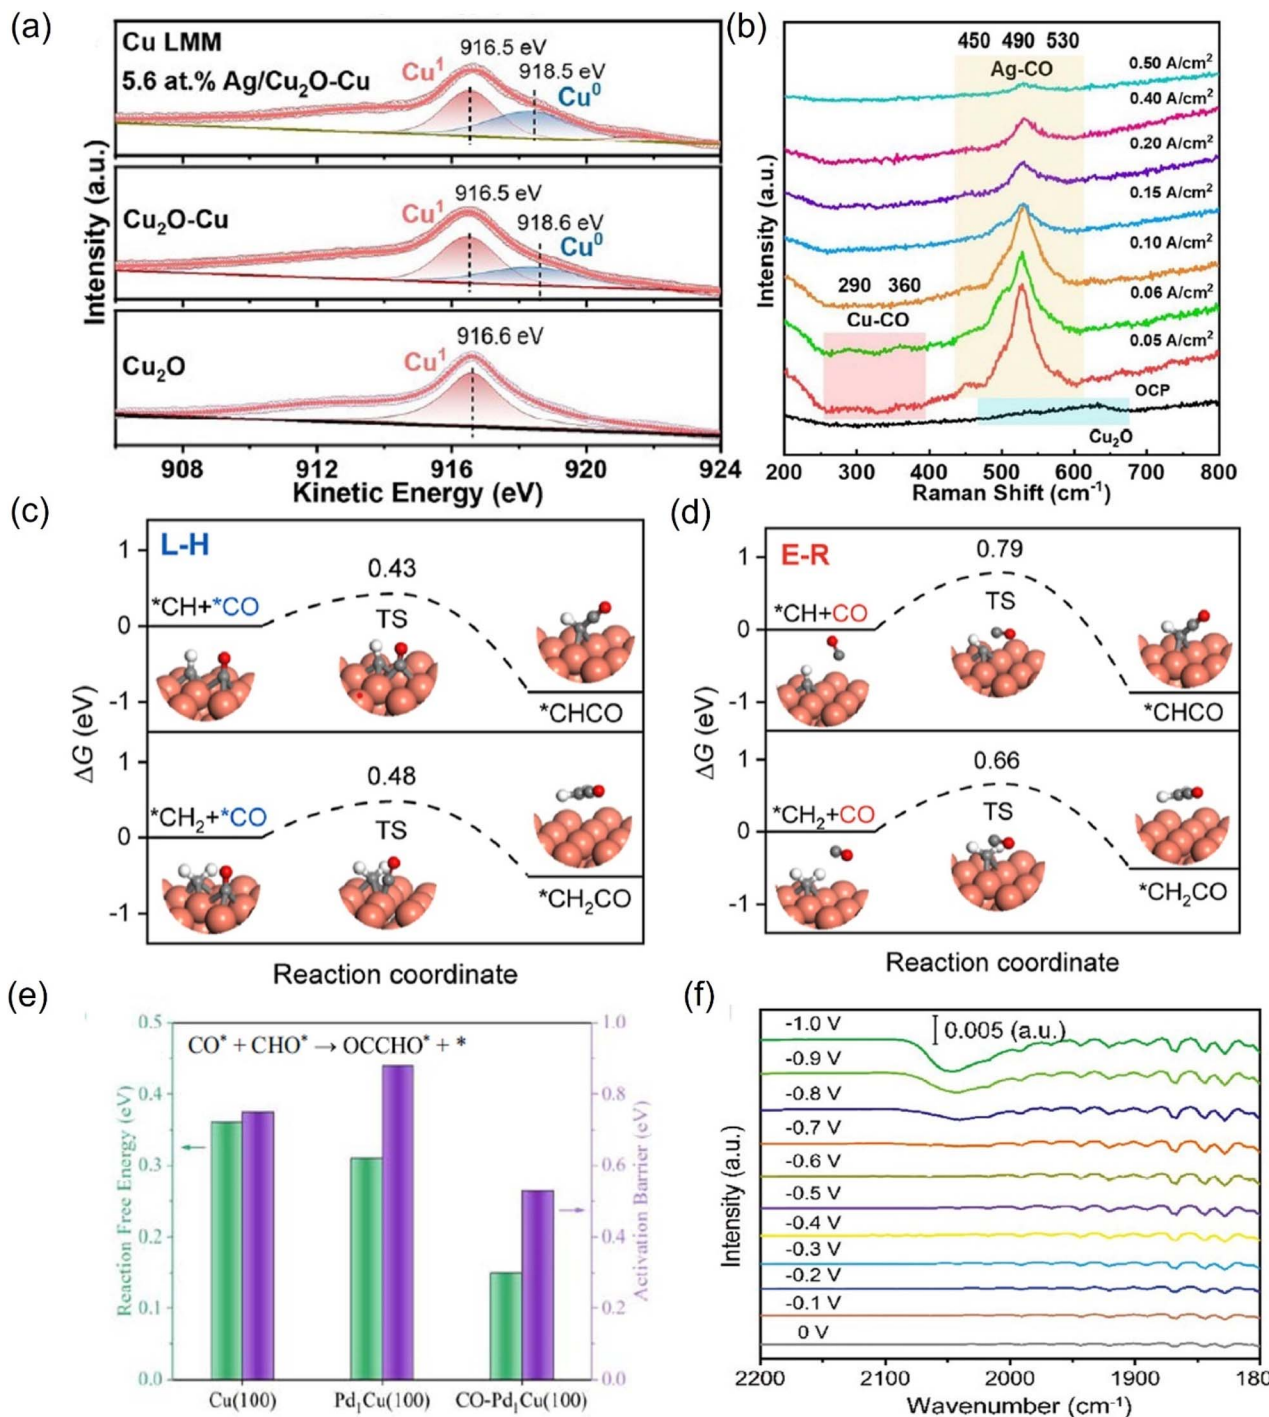 (a)
Cu LMM
5.6 at.% Ag/Cu₂O-Cu
916.5 eV
918.5 eV
Cu¹
Cu⁰
Cu₂O-Cu
916.5 eV
918.6 eV
Cu¹
Cu⁰
Cu₂O
916.6 eV
Cu¹
Intensity (a.u.)
908 912 916 920 924
Kinetic Energy (eV)
(b)
450 490 530
Ag-CO
0.50 A/cm²
0.40 A/cm²
0.20 A/cm²
0.15 A/cm²
0.10 A/cm²
0.06 A/cm²
0.05 A/cm²
OCP
290 360
Cu-CO
Cu₂O
Intensity (a.u.)
200 300 400 500 600 700 800
Raman Shift (cm⁻¹)
(c)
L-H
1
0
-1
0.43
TS
*CH+*CO
*CHCO
1
0
-1
0.48
TS
*CH₂+*CO
*CH₂CO
ΔG (eV)
Reaction coordinate
(d)
E-R
1
0
-1
0.79
TS
*CH+CO
*CHCO
1
0
-1
0.66
TS
*CH₂+CO
*CH₂CO
ΔG (eV)
Reaction coordinate
(e)
CO* + CHO* → OCCHO* + *
0.5
0.4
0.3
0.2
0.1
0.0
Reaction Free Energy (eV)
1.0
0.8
0.6
0.4
0.2
0.0
Activation Barrier (eV)
Cu(100) Pd₁Cu(100) CO-Pd₁Cu(100)
(f)
0.005 (a.u.)
-1.0 V
-0.9 V
-0.8 V
-0.7 V
-0.6 V
-0.5 V
-0.4 V
-0.3 V
-0.2 V
-0.1 V
0 V
Intensity (a.u.)
2200 2100 2000 1900 180
Wavenumber (cm⁻¹)